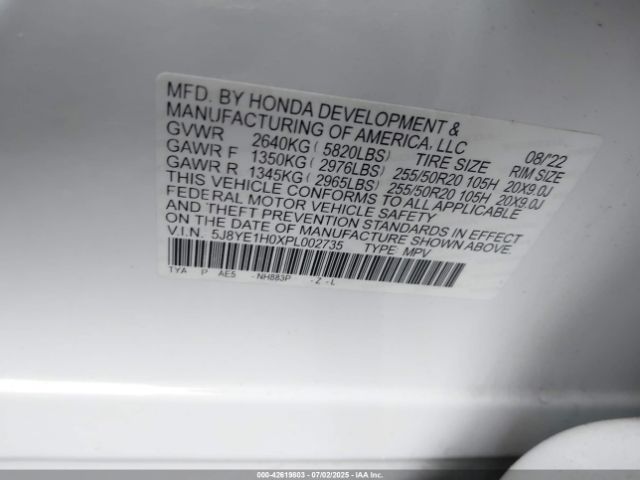 MFD. BY HONDA DEVELOPMENT &
MANUFACTURING OF AMERICA, LLC 08/'22
GVWR 2640KG ( 5820LBS) TIRE SIZE RIM SIZE
GAWR F 1350KG ( 2976LBS) 255/50R20 105H 20X9.0J
GAWR R 1345KG ( 2965LBS) 255/50R20 105H 20X9.0J
THIS VEHICLE CONFORMS TO ALL APPLICABLE
FEDERAL MOTOR VEHICLE SAFETY
AND THEFT PREVENTION STANDARDS IN EFFECT
ON THE DATE OF MANUFACTURE SHOWN ABOVE.
V.I.N. 5J8YE1H0XPL002735 TYPE MPV
TYA P AE5 - NH883P - Z - L
000-42619803 | 07/02/2025 | IAA Inc.